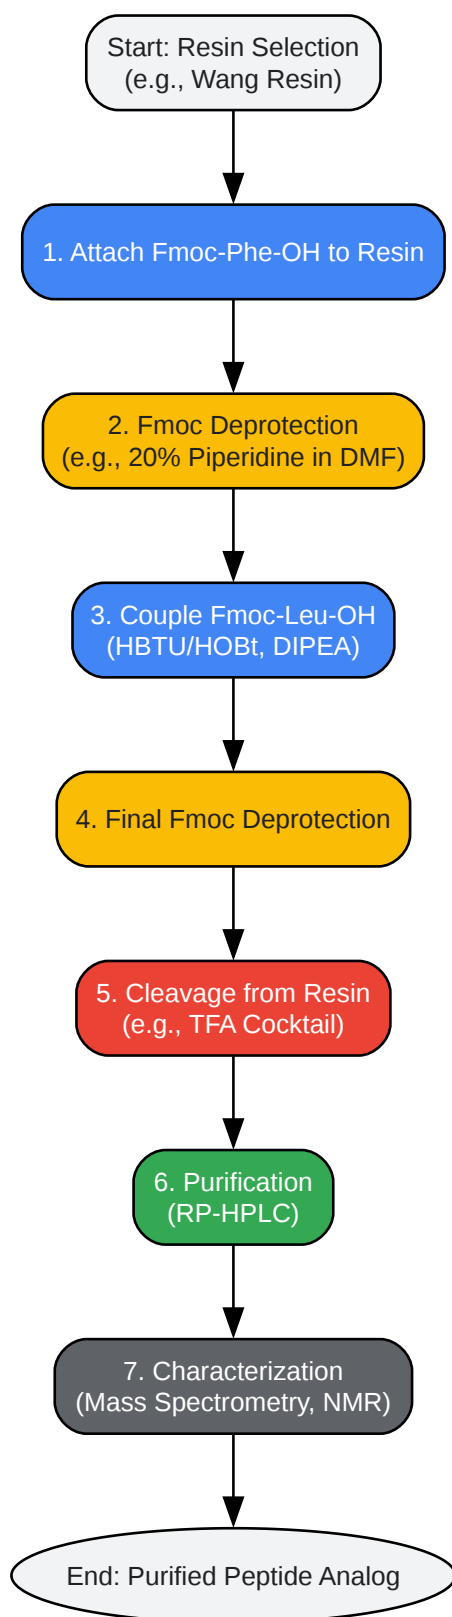 Start: Resin Selection
(e.g., Wang Resin)
1. Attach Fmoc-Phe-OH to Resin
2. Fmoc Deprotection
(e.g., 20% Piperidine in DMF)
3. Couple Fmoc-Leu-OH
(HBTU/HOBt, DIPEA)
4. Final Fmoc Deprotection
5. Cleavage from Resin
(e.g., TFA Cocktail)
6. Purification
(RP-HPLC)
7. Characterization
(Mass Spectrometry, NMR)
End: Purified Peptide Analog